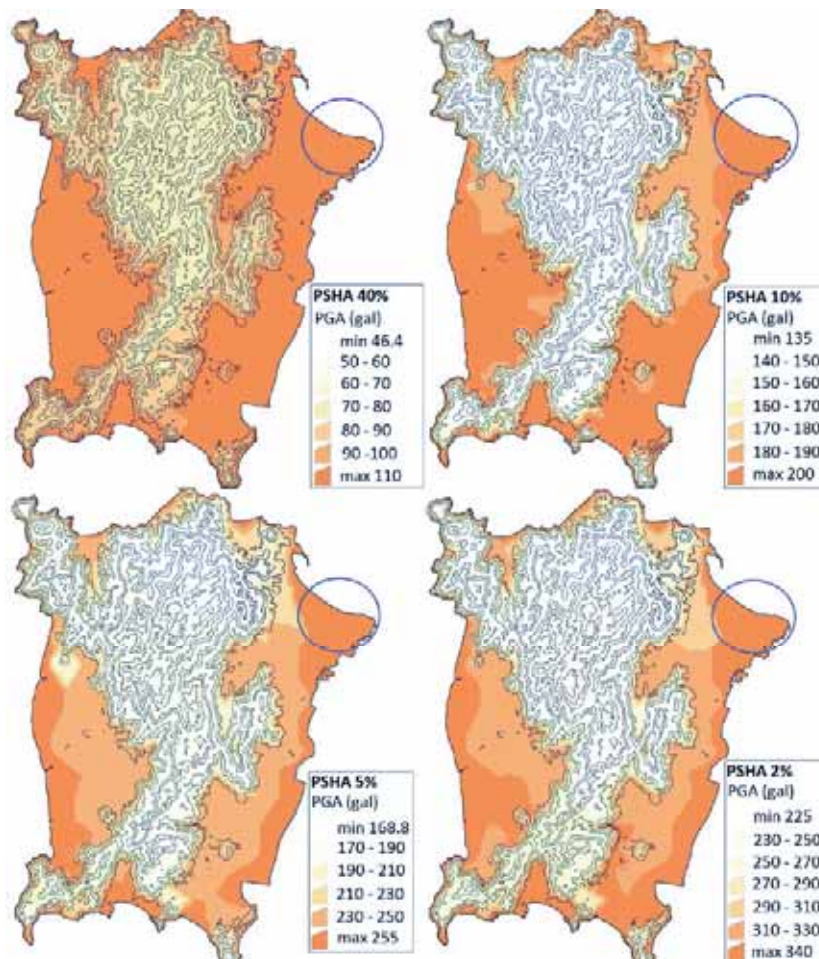 PSHA 40%
PGA (gal)
min 46.4
50 - 60
60 - 70
70 - 80
80 - 90
90 -100
max 110
PSHA 10%
PGA (gal)
min 135
140 - 150
150 - 160
160 - 170
170 - 180
180 - 190
max 200
PSHA 5%
PGA (gal)
min 168.8
170 - 190
190 - 210
210 - 230
230 - 250
max 255
PSHA 2%
PGA (gal)
min 225
230 - 250
250 - 270
270 - 290
290 - 310
310 - 330
max 340